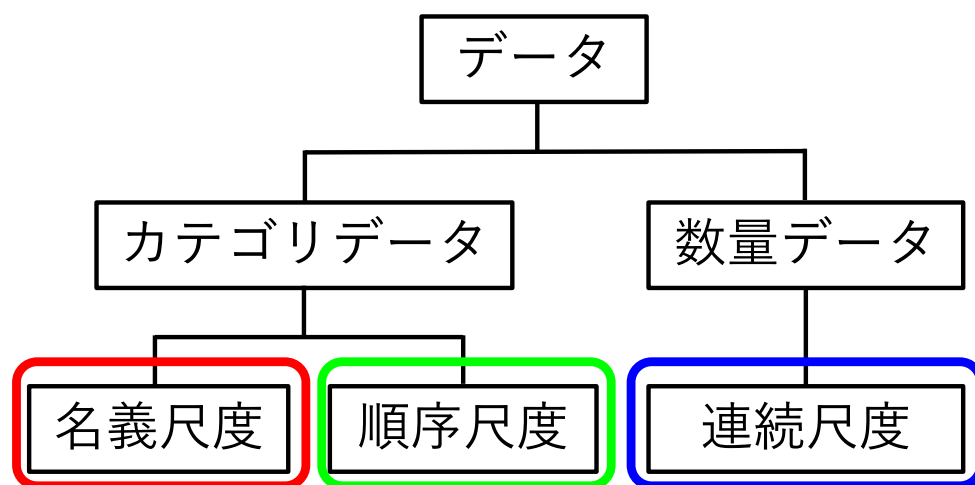 データ
カテゴリデータ
数量データ
名義尺度
順序尺度
連続尺度